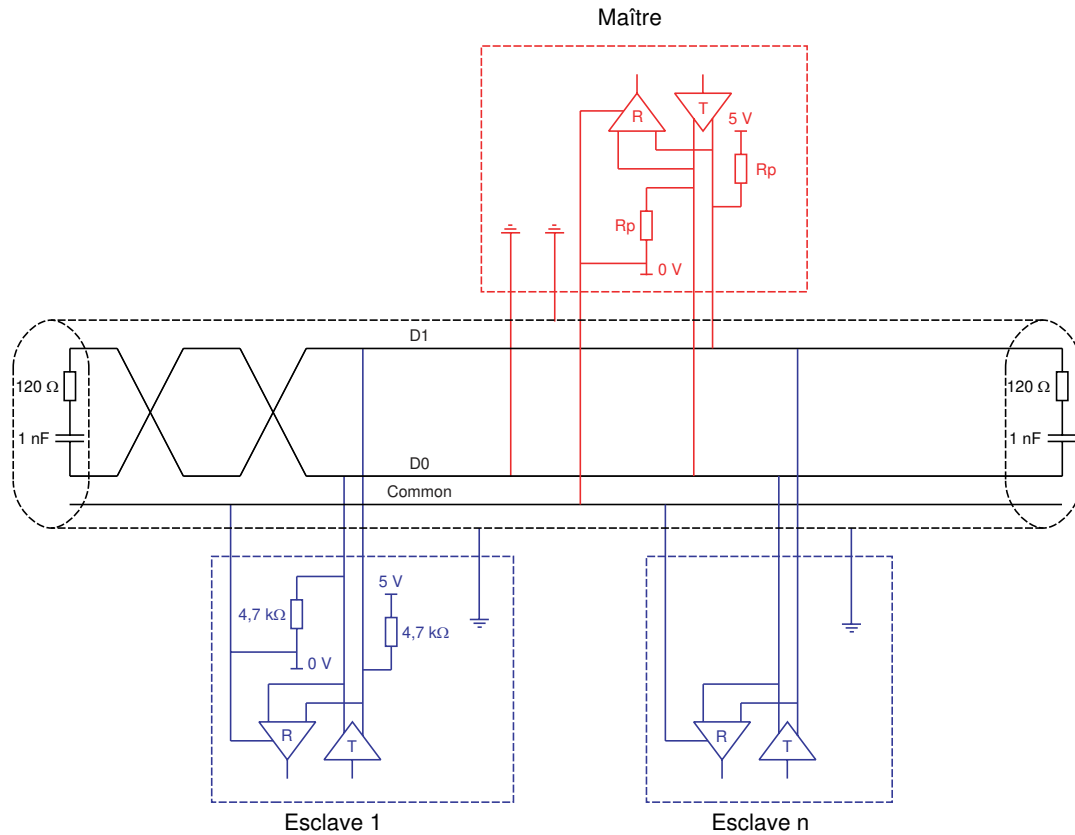 Maître
R
T
5 V
Rp
Rp
0 V
D1
120 Ω
120 Ω
1 nF
1 nF
D0
Common
5 V
4,7 kΩ
4,7 kΩ
0 V
R
T
R
T
Esclave 1
Esclave n